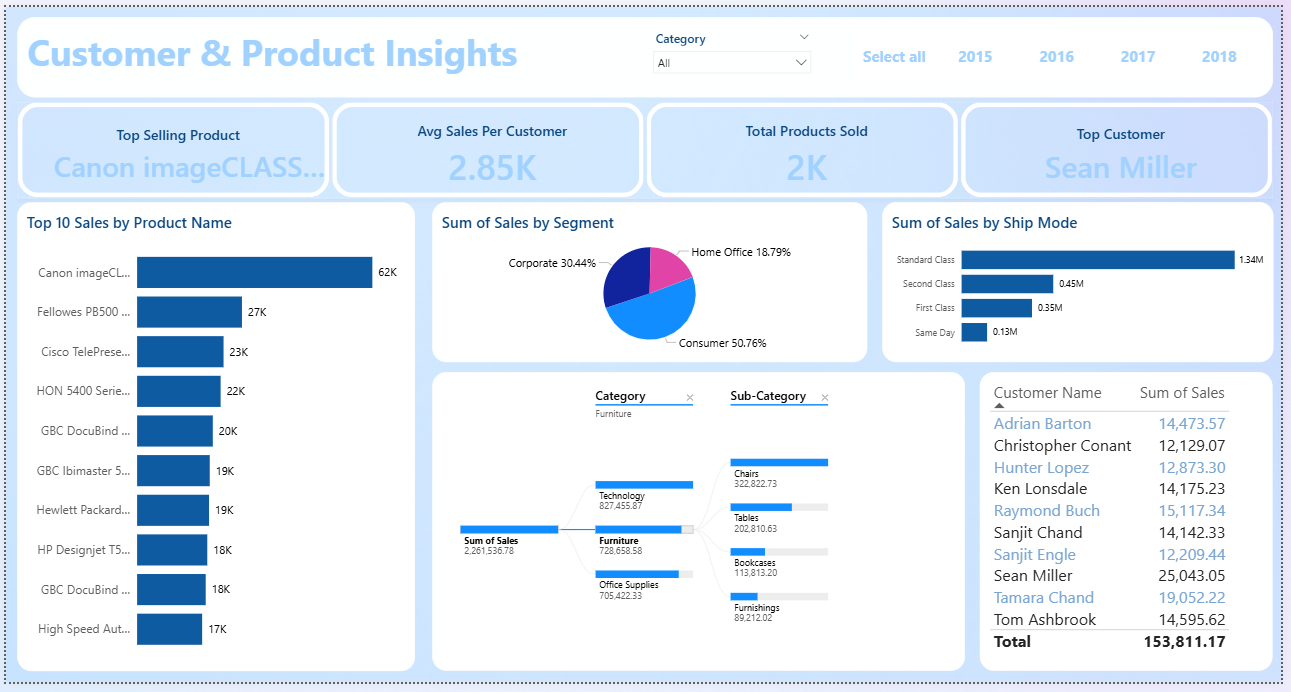 Customer & Product Insights
Category
All
Select all 2015 2016 2017 2018
Top Selling Product
Canon imageCLASS...
Avg Sales Per Customer
2.85K
Total Products Sold
2K
Top Customer
Sean Miller
Top 10 Sales by Product Name
Canon imageCL... 62K
Fellowes PB500 ... 27K
Cisco TelePrese... 23K
HON 5400 Serie... 22K
GBC DocuBind ... 20K
GBC Ibimaster 5... 19K
Hewlett Packard... 19K
HP Designjet T5... 18K
GBC DocuBind ... 18K
High Speed Aut... 17K
Sum of Sales by Segment
Home Office 18.79%
Corporate 30.44%
Consumer 50.76%
Sum of Sales by Ship Mode
Standard Class 1.34M
Second Class 0.45M
First Class 0.35M
Same Day 0.13M
Category
Furniture
Sub-Category
Sum of Sales
2,261,536.78
Technology
827,455.87
Furniture
728,658.58
Office Supplies
705,422.33
Chairs
322,822.73
Tables
202,810.63
Bookcases
113,813.20
Furnishings
89,212.02
Customer Name Sum of Sales
Adrian Barton 14,473.57
Christopher Conant 12,129.07
Hunter Lopez 12,873.30
Ken Lonsdale 14,175.23
Raymond Buch 15,117.34
Sanjit Chand 14,142.33
Sanjit Engle 12,209.44
Sean Miller 25,043.05
Tamara Chand 19,052.22
Tom Ashbrook 14,595.62
Total 153,811.17